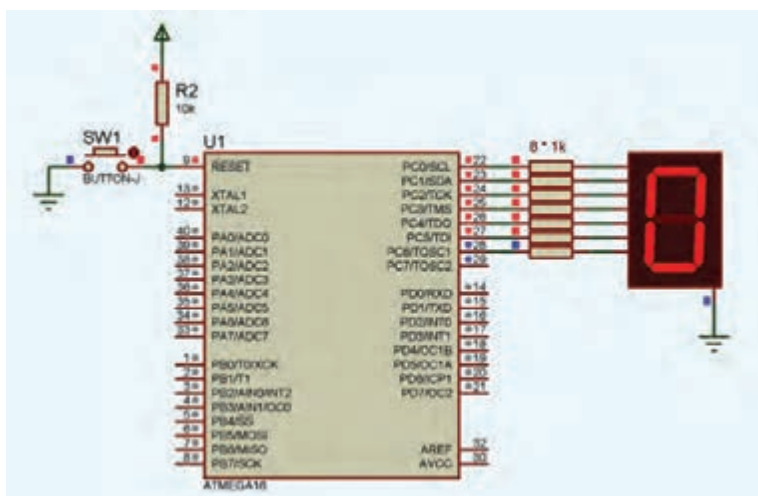 R2
10k
SW1
BUTTON-J
U1
9
RESET
13
XTAL1
12
XTAL2
40
PA0/ADC0
39
PA1/ADC1
38
PA2/ADC2
37
PA3/ADC3
36
PA4/ADC4
35
PA5/ADC5
34
PA6/ADC6
33
PA7/ADC7
1
PB0/T0/XCK
2
PB1/T1
3
PB2/AIN0/INT2
4
PB3/AIN1/OC0
5
PB4/SS
6
PB5/MOSI
7
PB6/MISO
8
PB7/SCK
PC0/SCL
22
PC1/SDA
23
PC2/TCK
24
PC3/TMS
25
PC4/TDO
26
PC5/TDI
27
PC6/TOSC1
28
PC7/TOSC2
29
PD0/RXD
14
PD1/TXD
15
PD2/INT0
16
PD3/INT1
17
PD4/OC1B
18
PD5/OC1A
19
PD6/ICP1
20
PD7/OC2
21
AREF
32
AVCC
30
ATMEGA16
8 * 1k
0